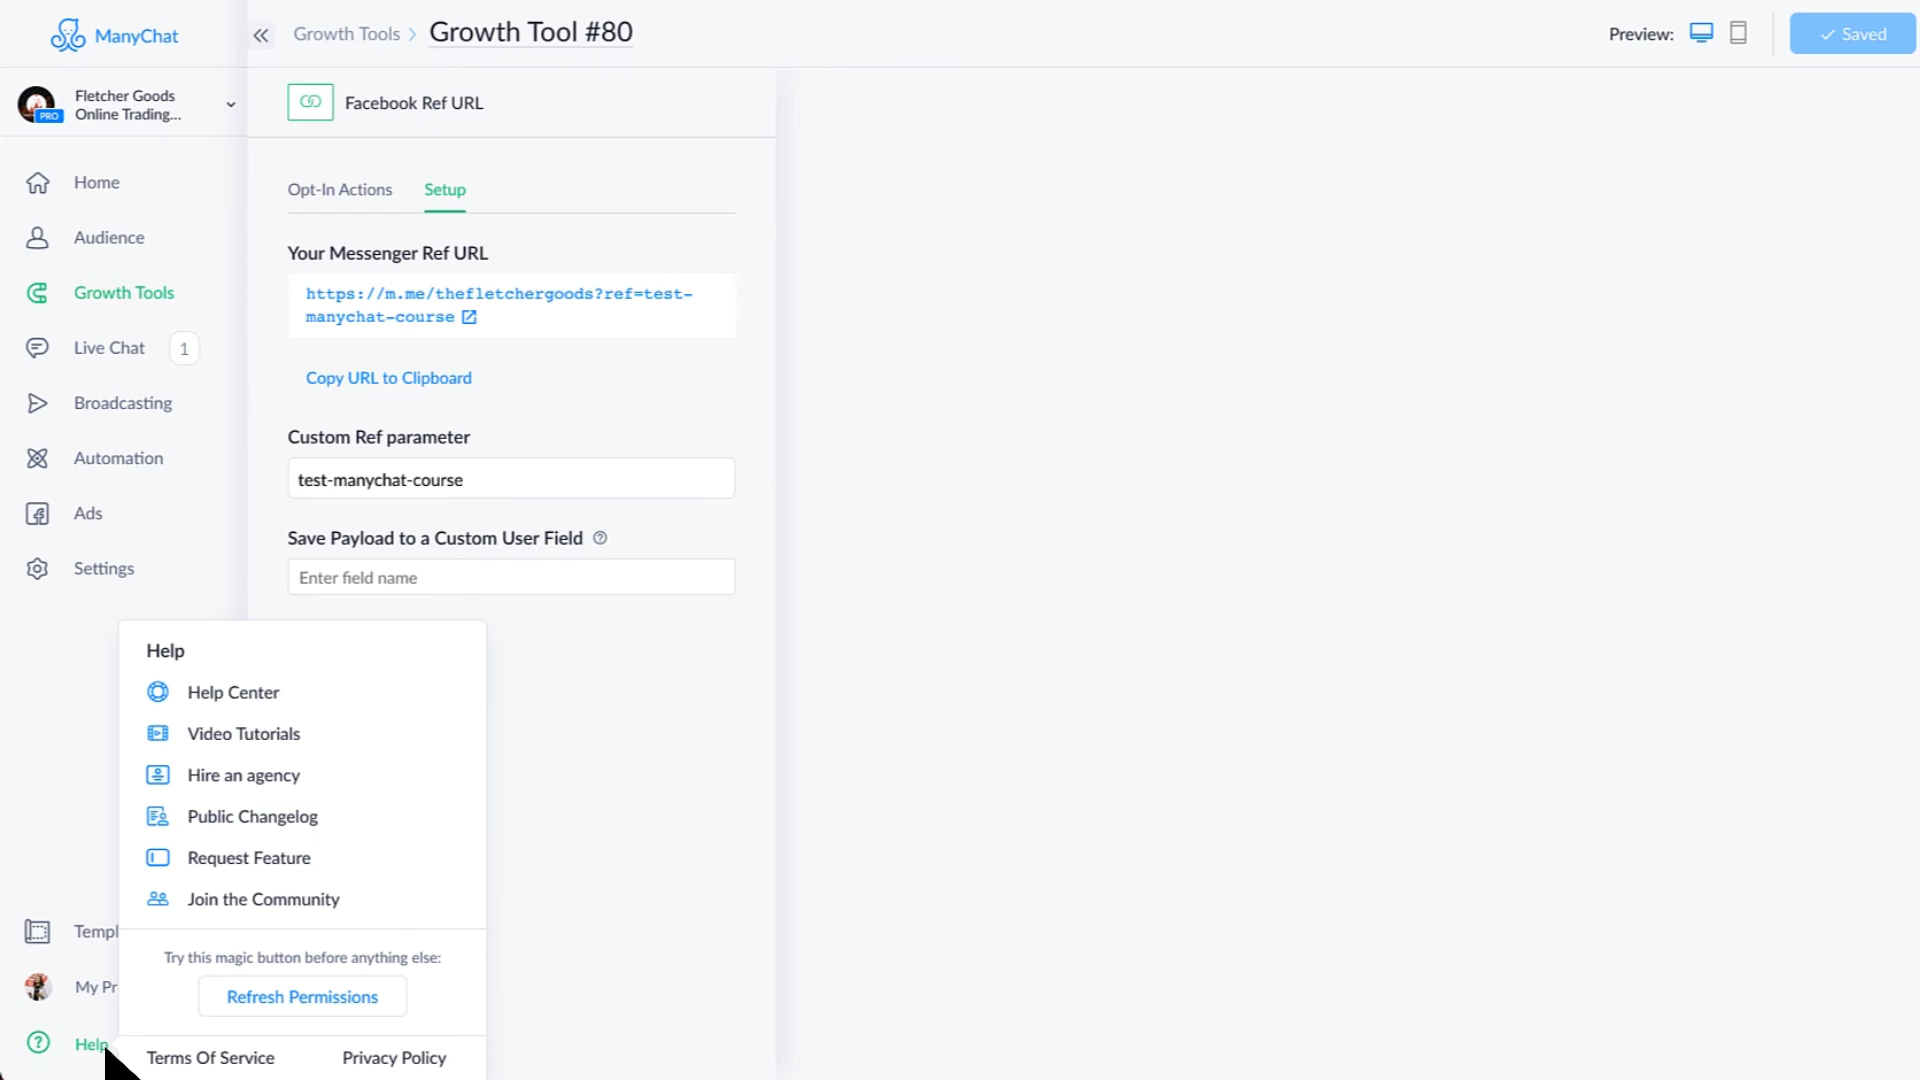 ManyChat
Growth Tools
Growth Tool #80
Preview:
Saved
Fletcher Goods
Online Trading...
PRO
Facebook Ref URL
Home
Audience
Growth Tools
Live Chat 1
Broadcasting
Automation
Ads
Settings
Opt-In Actions
Setup
Your Messenger Ref URL
https://m.me/thefletchergoods?ref=test-
manychat-course
Copy URL to Clipboard
Custom Ref parameter
test-manychat-course
Save Payload to a Custom User Field
Enter field name
Help
Help Center
Video Tutorials
Hire an agency
Public Changelog
Request Feature
Join the Community
Try this magic button before anything else:
Refresh Permissions
Terms Of Service
Privacy Policy
Templ
My Pr
Help